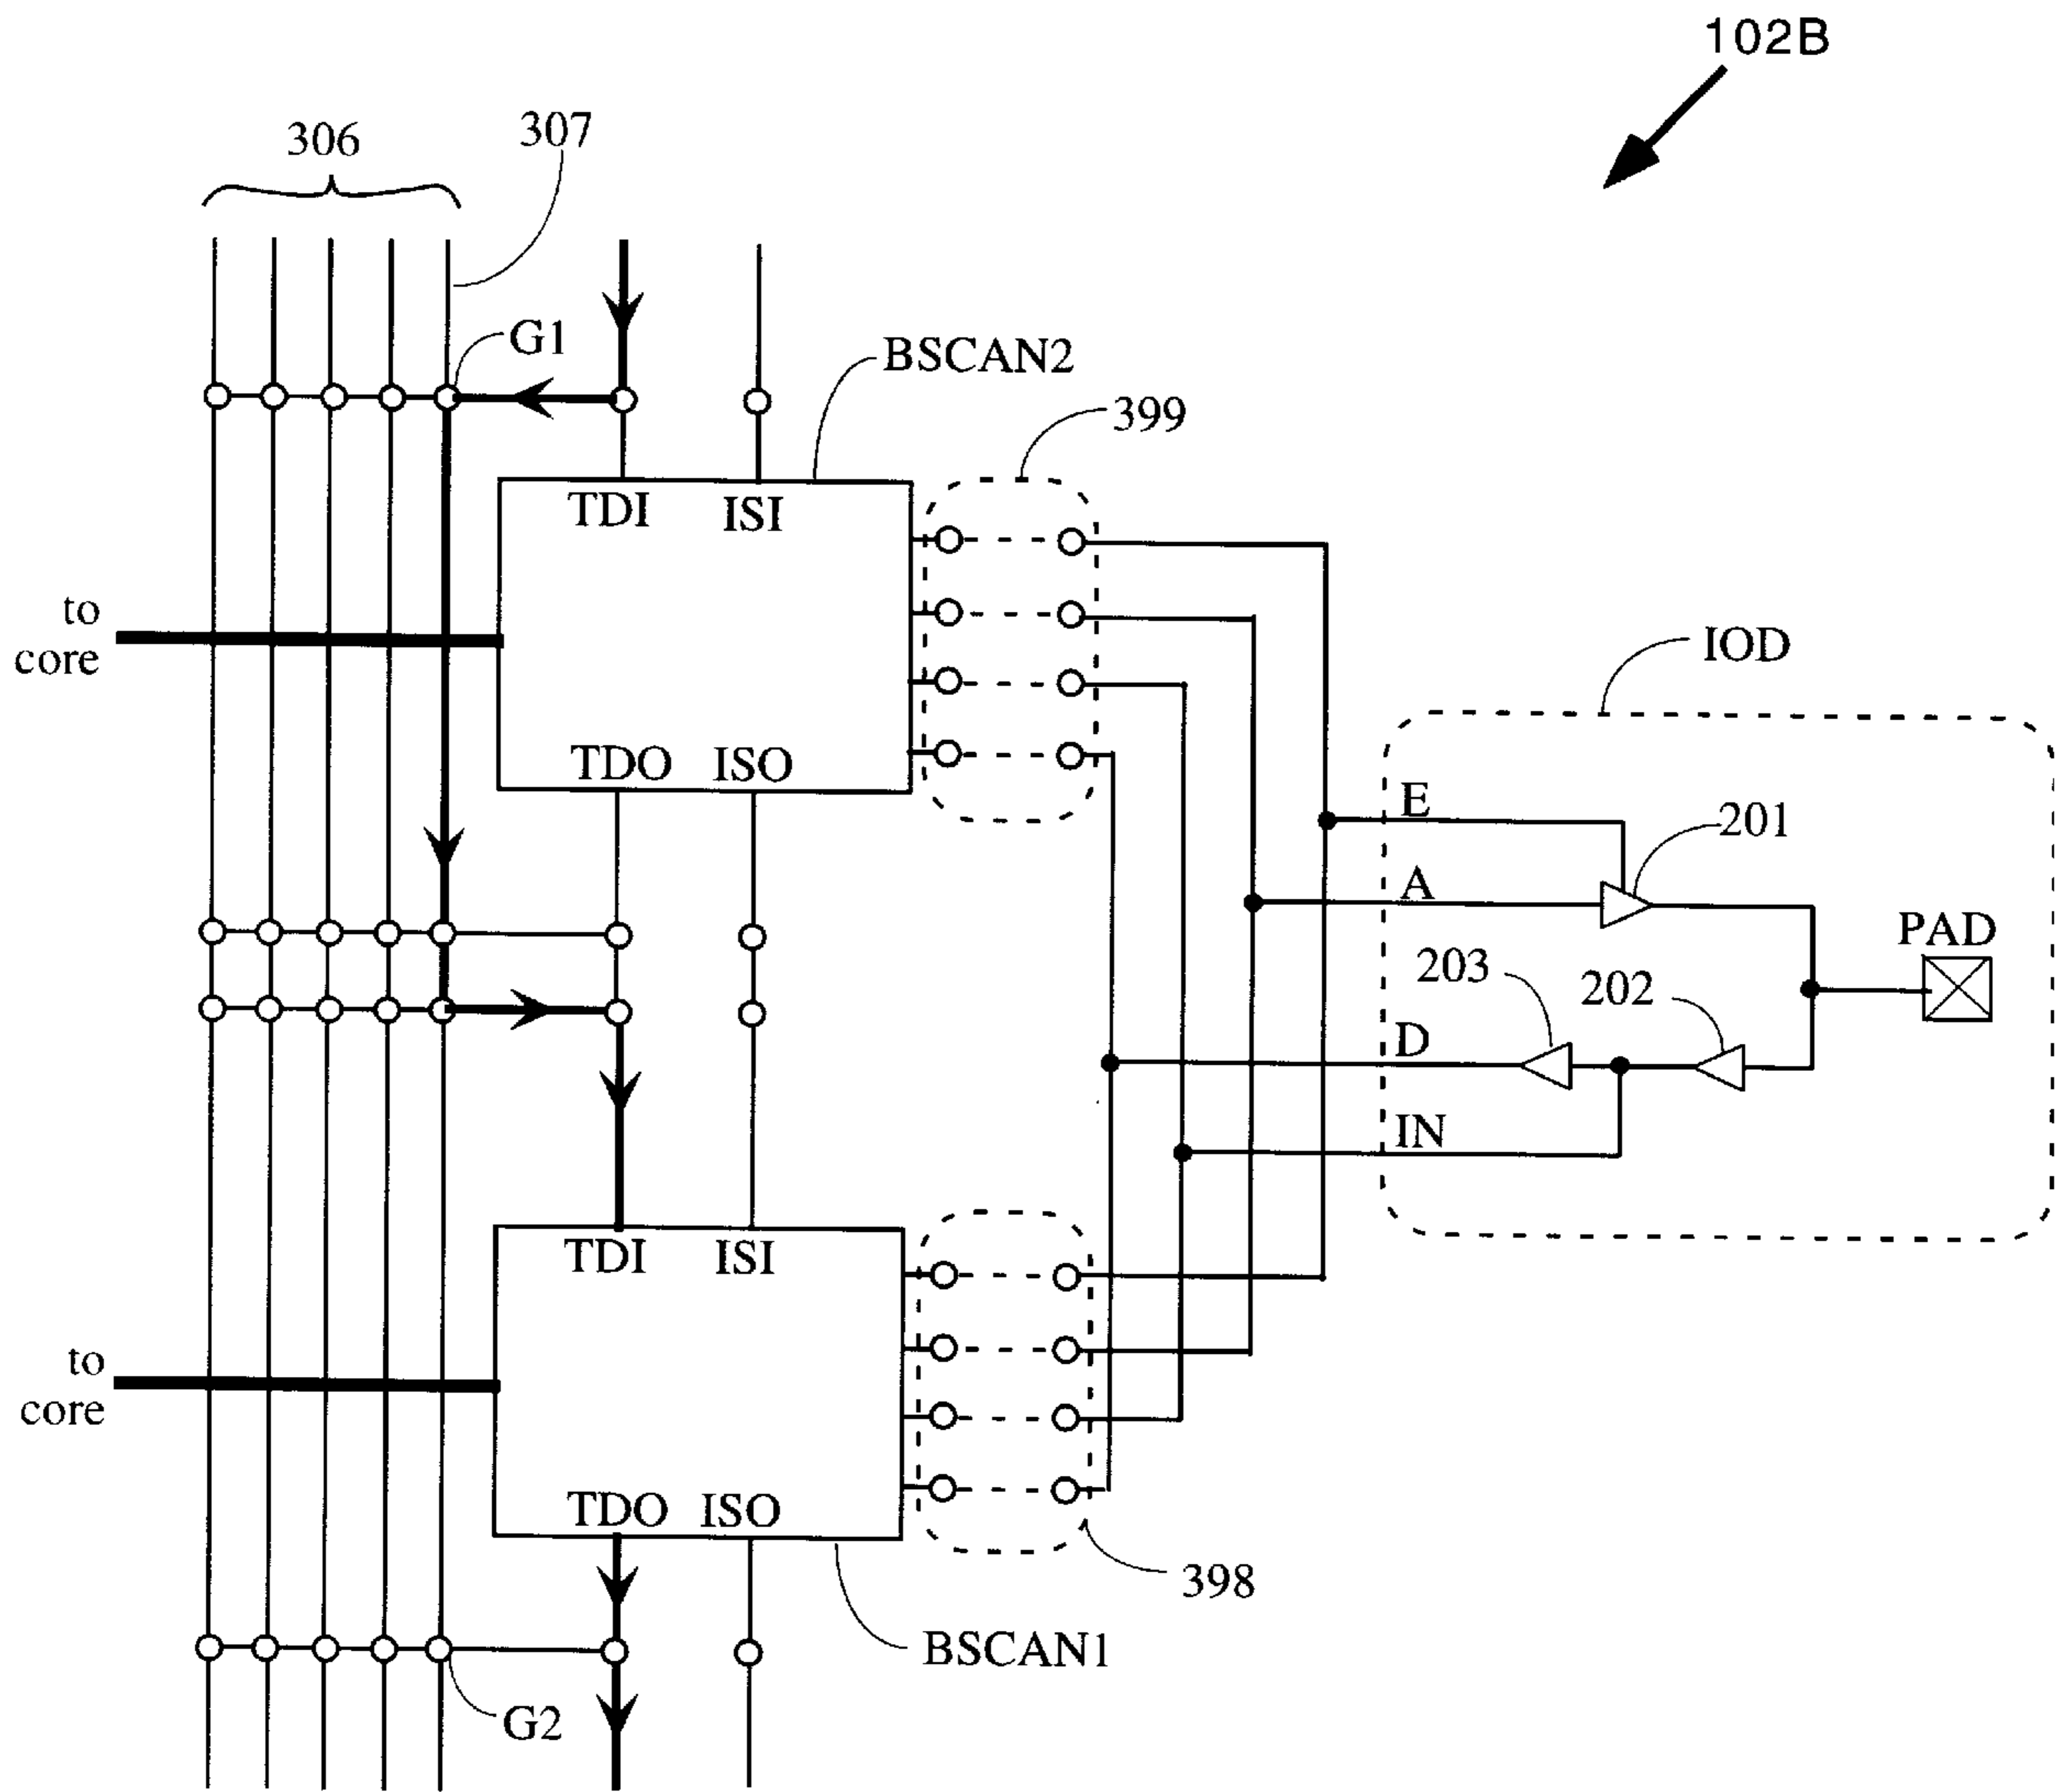 102B
306
307
G1
BSCAN2
399
TDI ISI
to
core
TDO ISO
IOD
E
201
A
PAD
203
202
D
IN
TDI ISI
to
core
TDO ISO
398
BSCAN1
G2